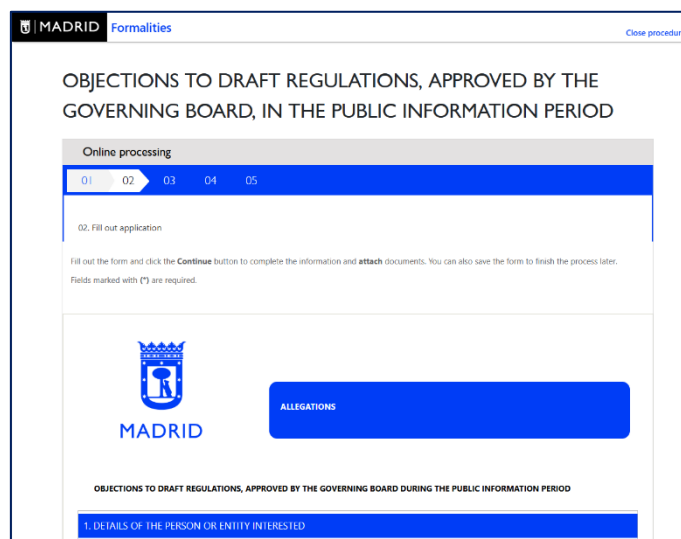 MADRID Formalities
Close procedur
OBJECTIONS TO DRAFT REGULATIONS, APPROVED BY THE
GOVERNING BOARD, IN THE PUBLIC INFORMATION PERIOD
Online processing
01 02 03 04 05
02. Fill out application
Fill out the form and click the Continue button to complete the information and attach documents. You can also save the form to finish the process later.
Fields marked with (*) are required.
MADRID
ALLEGATIONS
OBJECTIONS TO DRAFT REGULATIONS, APPROVED BY THE GOVERNING BOARD DURING THE PUBLIC INFORMATION PERIOD
1. DETAILS OF THE PERSON OR ENTITY INTERESTED